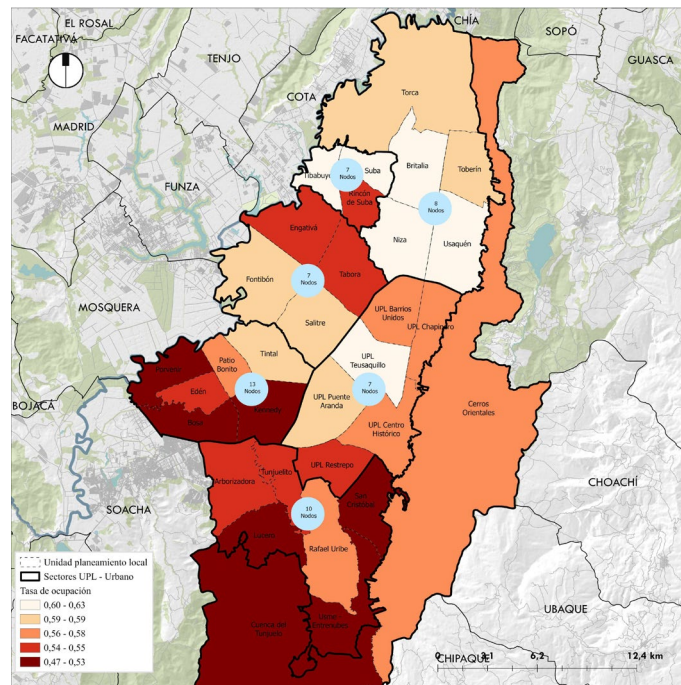 EL ROSAL
FACATATIVÁ
CHÍA
SOPÓ
GUASCA
TENJO
COTA
MADRID
FUNZA
MOSQUERA
BOJACÁ
SOACHA
CHOACHÍ
UBAQUE
CHIPAQUE
Torca
Britalia
Toberín
Suba
7
Nodos
Rincón
de Suba
8
Nodos
Niza
Usaquén
Engativá
Tabora
Fontibón
7
Nodos
Salitre
UPL Barrios
Unidos
UPL Chapinero
UPL
Teusaquillo
Tintal
Patio
Bonito
Edén
13
Nodos
Kennedy
7
Nodos
UPL Puente
Aranda
UPL Centro
Histórico
Cerros
Orientales
Tunjuelito
Arborizadora
UPL Restrepo
San
Cristóbal
10
Nodos
Rafael Uribe
Lucero
Cuenca del
Tunjuelo
Unidad planeamiento local
Sectores UPL - Urbano
Tasa de ocupación
0,60 - 0,63
0,59 - 0,59
0,56 - 0,58
0,54 - 0,55
0,47 - 0,53
0 3,1 6,2 12,4 km